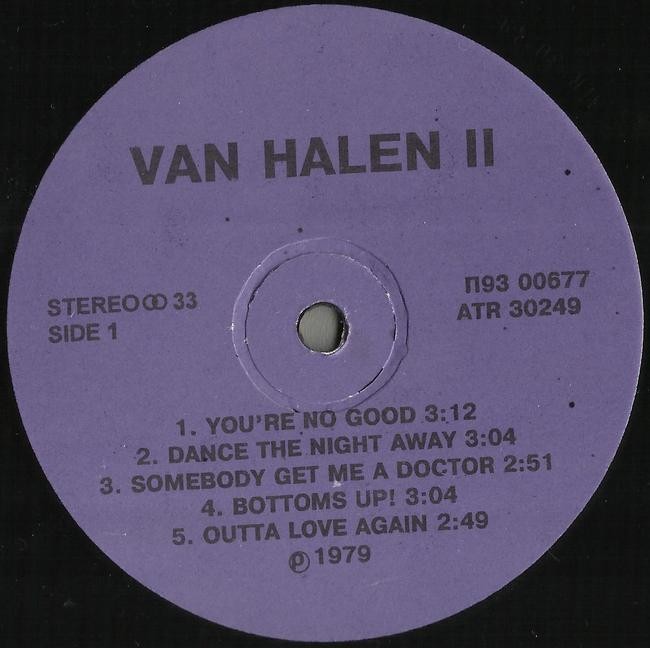 VAN HALEN II
STEREO 33
SIDE 1
П93 00677
ATR 30249
1. YOU'RE NO GOOD 3:12
2. DANCE THE NIGHT AWAY 3:04
3. SOMEBODY GET ME A DOCTOR 2:51
4. BOTTOMS UP! 3:04
5. OUTTA LOVE AGAIN 2:49
℗ 1979